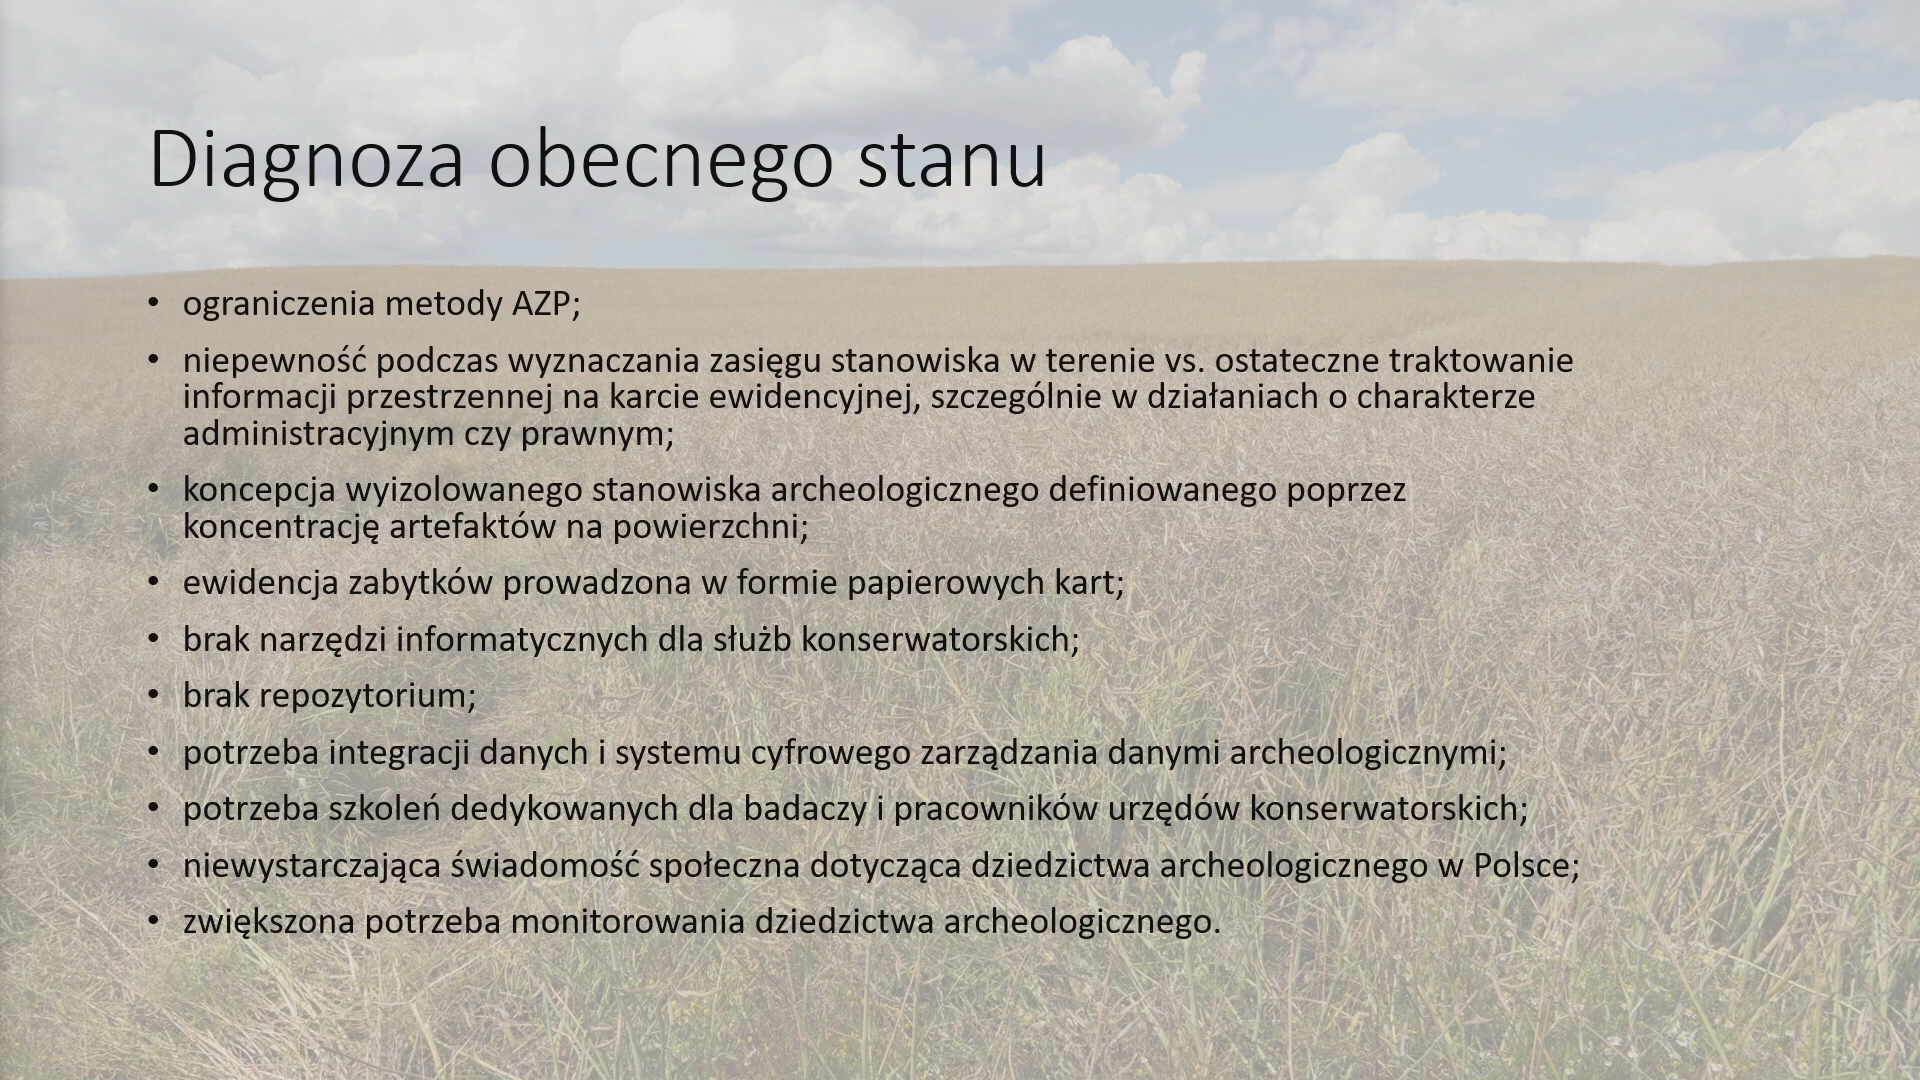 Diagnoza obecnego stanu
• ograniczenia metody AZP;
• niepewność podczas wyznaczania zasięgu stanowiska w terenie vs. ostateczne traktowanie
informacji przestrzennej na karcie ewidencyjnej, szczególnie w działaniach o charakterze
administracyjnym czy prawnym;
• koncepcja wyizolowanego stanowiska archeologicznego definiowanego poprzez
koncentrację artefaktów na powierzchni;
• ewidencja zabytków prowadzona w formie papierowych kart;
• brak narzędzi informatycznych dla służb konserwatorskich;
• brak repozytorium;
• potrzeba integracji danych i systemu cyfrowego zarządzania danymi archeologicznymi;
• potrzeba szkoleń dedykowanych dla badaczy i pracowników urzędów konserwatorskich;
• niewystarczająca świadomość społeczna dotycząca dziedzictwa archeologicznego w Polsce;
• zwiększona potrzeba monitorowania dziedzictwa archeologicznego.